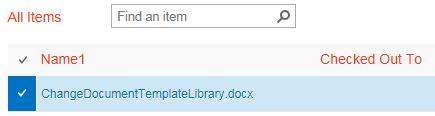 All Items Find an item
Name1 Checked Out To
ChangeDocumentTemplateLibrary.docx